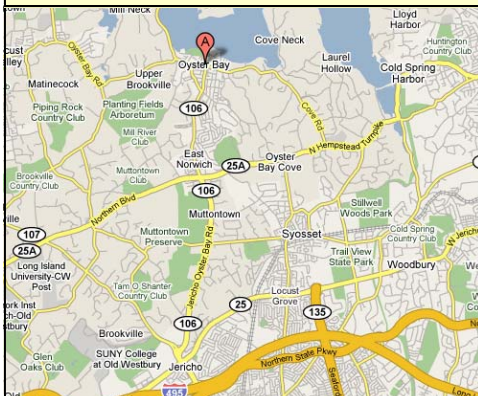 Mill Neck
Lloyd
Harbor
Cove Neck
A
Oyster Bay
Huntington
Country Club
Oyster Bay Rd
Upper
Brookville
Laurel
Hollow
Cold Spring
Harbor
Matinecock
106
Planting Fields
Arboretum
Piping Rock
Country Club
Cove Rd
Mill River
Club
N Hempstead Turnpike
East
Norwich
25A
Oyster
Bay Cove
Muttontown
Club
Brookville
Country Club
106
Northern Blvd
Muttontown
Stillwell
Woods Park
107
25A
Muttontown
Preserve
Syosset
Cold Spring
Country Club
W Jericho
Jericho Oyster Bay Rd
Trail View
State Park
Woodbury
Long Island
University-CW
Post
Tam O Shanter
Country Club
25
Locust
Grove
135
106
Brookville
Glen
Oaks Club
SUNY College
at Old Westbury
Jericho
Northern State Pkwy
495
Seaford